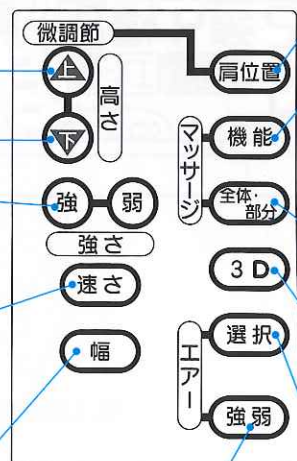 微調節
上
下
高さ
強
弱
強さ
速さ
幅
肩位置
マッサージ
機能
全体・
部分
3D
エアー
選択
強弱